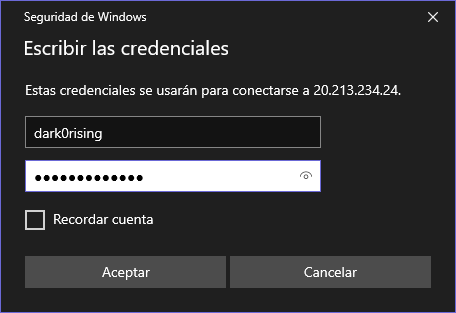 Seguridad de Windows
Escribir las credenciales
Estas credenciales se usarán para conectarse a 20.213.234.24.
dark0rising
●●●●●●●●●●●●●
Recordar cuenta
Aceptar
Cancelar